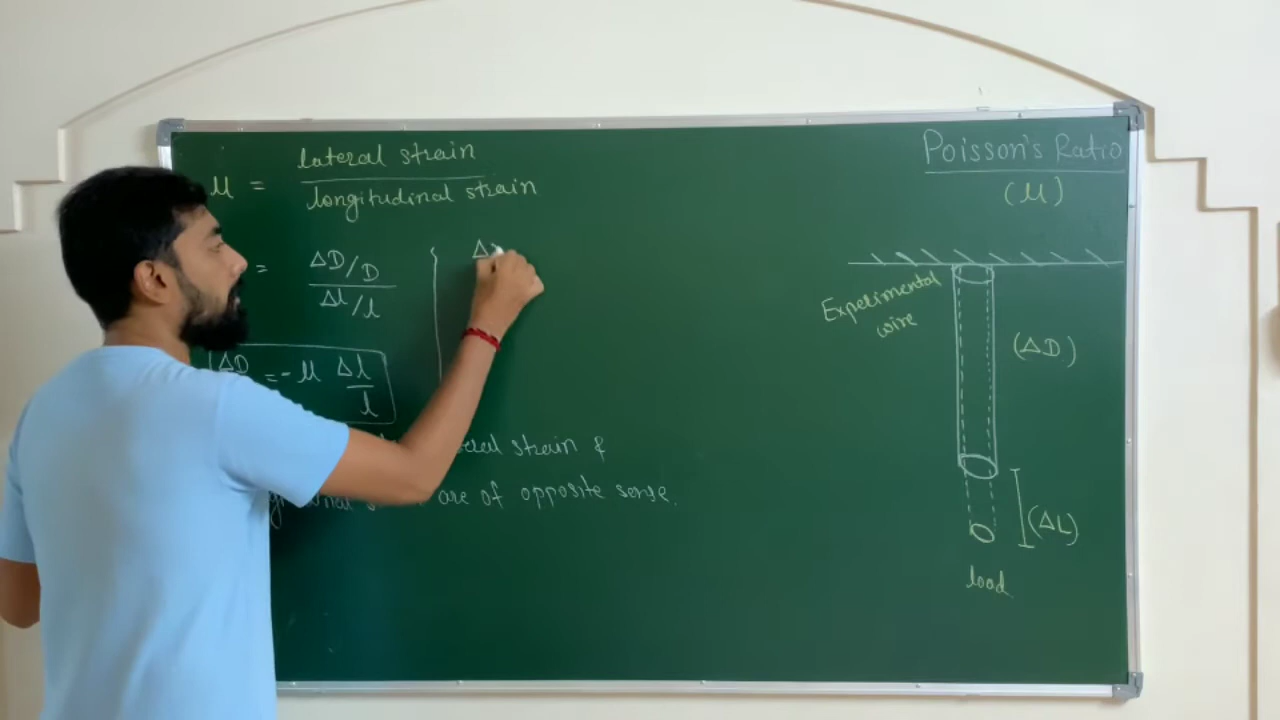 μ = lateral strain
longitudinal strain
= ΔD/D
Δl/l
ΔD = -μ Δl
l
strain &
are of opposite sense.
Δ
Poisson's Ratio
(μ)
Experimental
wire
(ΔD)
(ΔL)
load